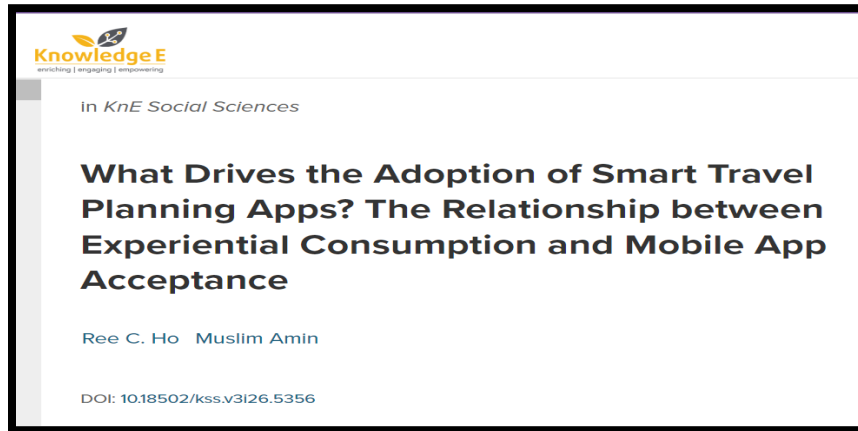 Knowledge E
enriching | engaging | empowering
in KnE Social Sciences
What Drives the Adoption of Smart Travel
Planning Apps? The Relationship between
Experiential Consumption and Mobile App
Acceptance
Ree C. Ho Muslim Amin
DOI: 10.18502/kss.v3i26.5356